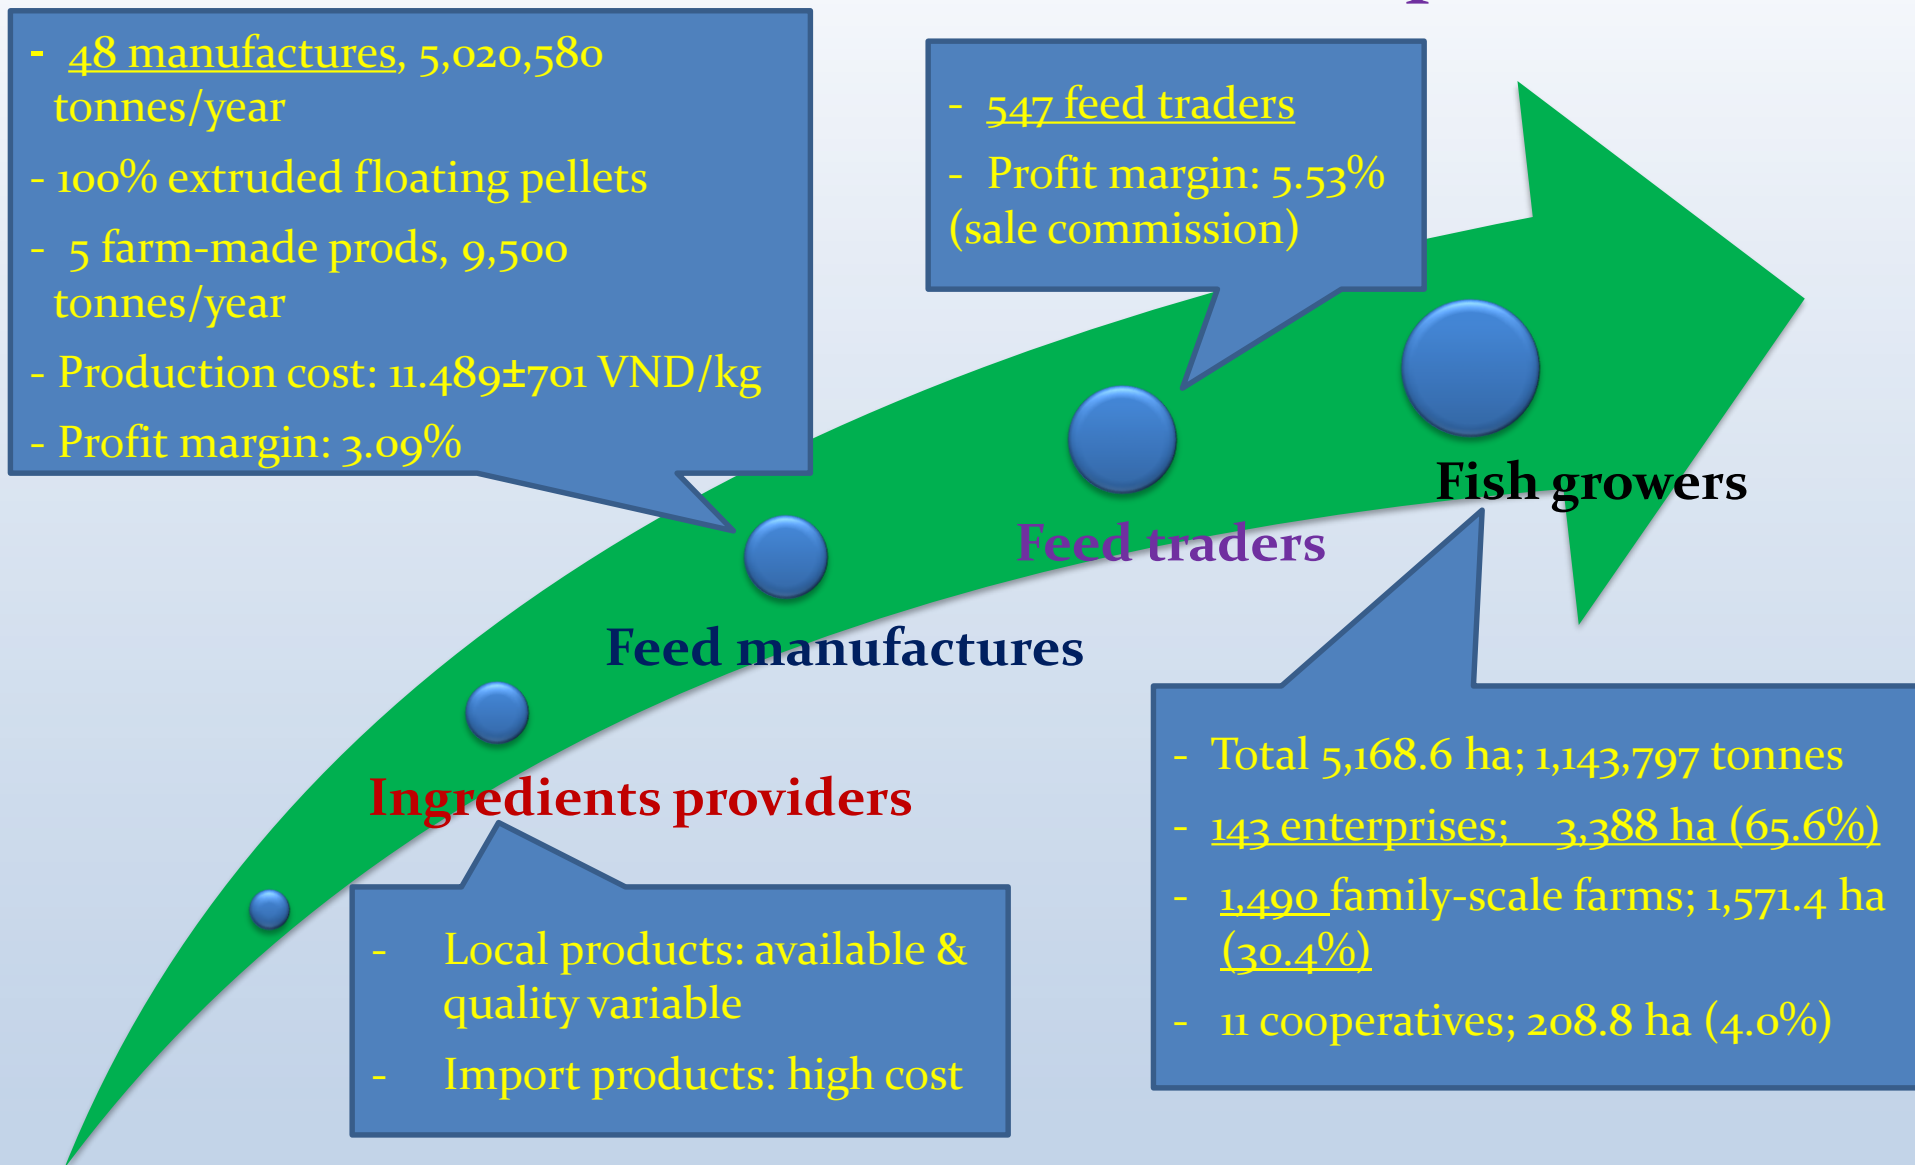 - 48 manufactures, 5,020,580
tonnes/year
- 100% extruded floating pellets
- 5 farm-made prods, 9,500
tonnes/year
- Production cost: 11.489±701 VND/kg
- Profit margin: 3.09%
- 547 feed traders
- Profit margin: 5.53%
(sale commission)
Fish growers
Feed traders
Feed manufactures
Ingredients providers
- Local products: available &
quality variable
- Import products: high cost
- Total 5,168.6 ha; 1,143,797 tonnes
- 143 enterprises; 3,388 ha (65.6%)
- 1,490 family-scale farms; 1,571.4 ha
(30.4%)
- 11 cooperatives; 208.8 ha (4.0%)